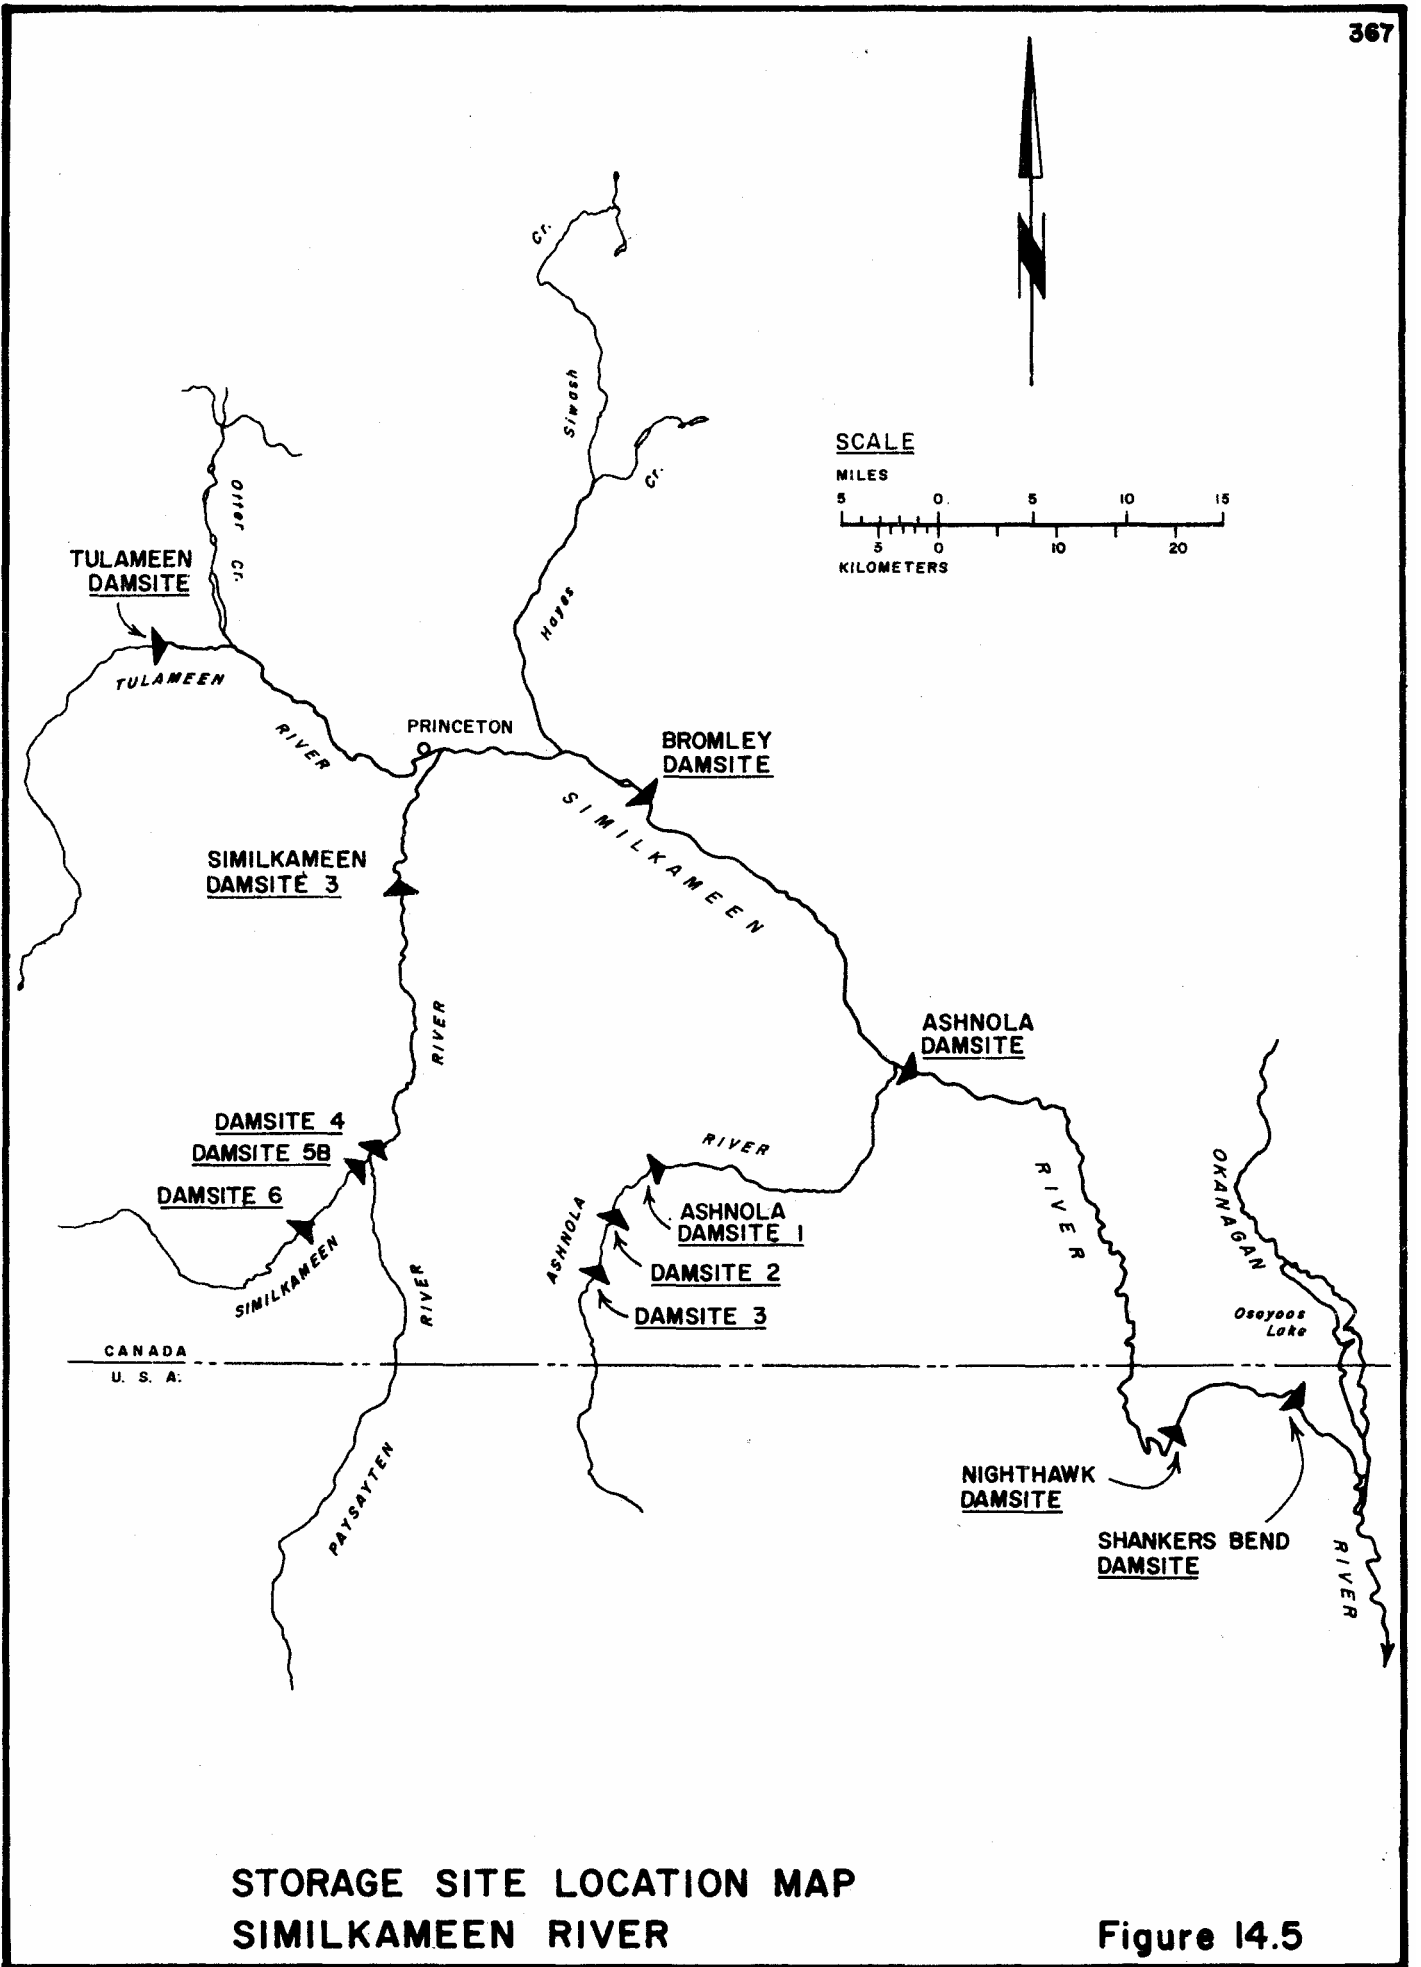 367
Cr.
Siwash
Cr.
SCALE
MILES
5 0 5 10 15
5 0 10 20
KILOMETERS
N
Otter Cr.
TULAMEEN
DAMSITE
Hayes
TULAMEEN
RIVER
PRINCETON
BROMLEY
DAMSITE
SIMILKAMEEN
SIMILKAMEEN
DAMSITE 3
RIVER
ASHNOLA
DAMSITE
DAMSITE 4
DAMSITE 5B
DAMSITE 6
SIMILKAMEEN
RIVER
RIVER
ASHNOLA
ASHNOLA
DAMSITE 1
DAMSITE 2
DAMSITE 3
RIVER
OKANAGAN
Osoyoos
Lake
CANADA
U. S. A.
PAYSAYTEN
NIGHTHAWK
DAMSITE
SHANKERS BEND
DAMSITE
RIVER
STORAGE SITE LOCATION MAP
SIMILKAMEEN RIVER
Figure 14.5